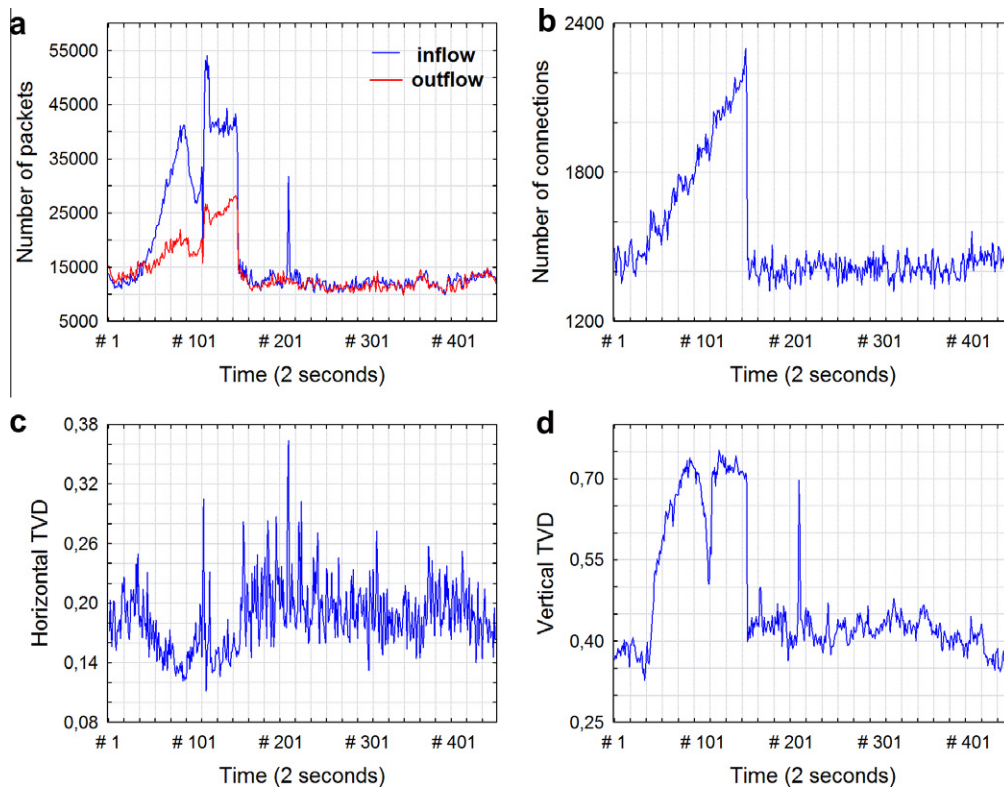 a
Number of packets
55000
45000
35000
25000
15000
5000
inflow
outflow
# 1
# 101
# 201
# 301
# 401
Time (2 seconds)
b
Number of connections
2400
1800
1200
# 1
# 101
# 201
# 301
# 401
Time (2 seconds)
c
Horizontal TVD
0,38
0,32
0,26
0,20
0,14
0,08
# 1
# 101
# 201
# 301
# 401
Time (2 seconds)
d
Vertical TVD
0,70
0,55
0,40
0,25
# 1
# 101
# 201
# 301
# 401
Time (2 seconds)